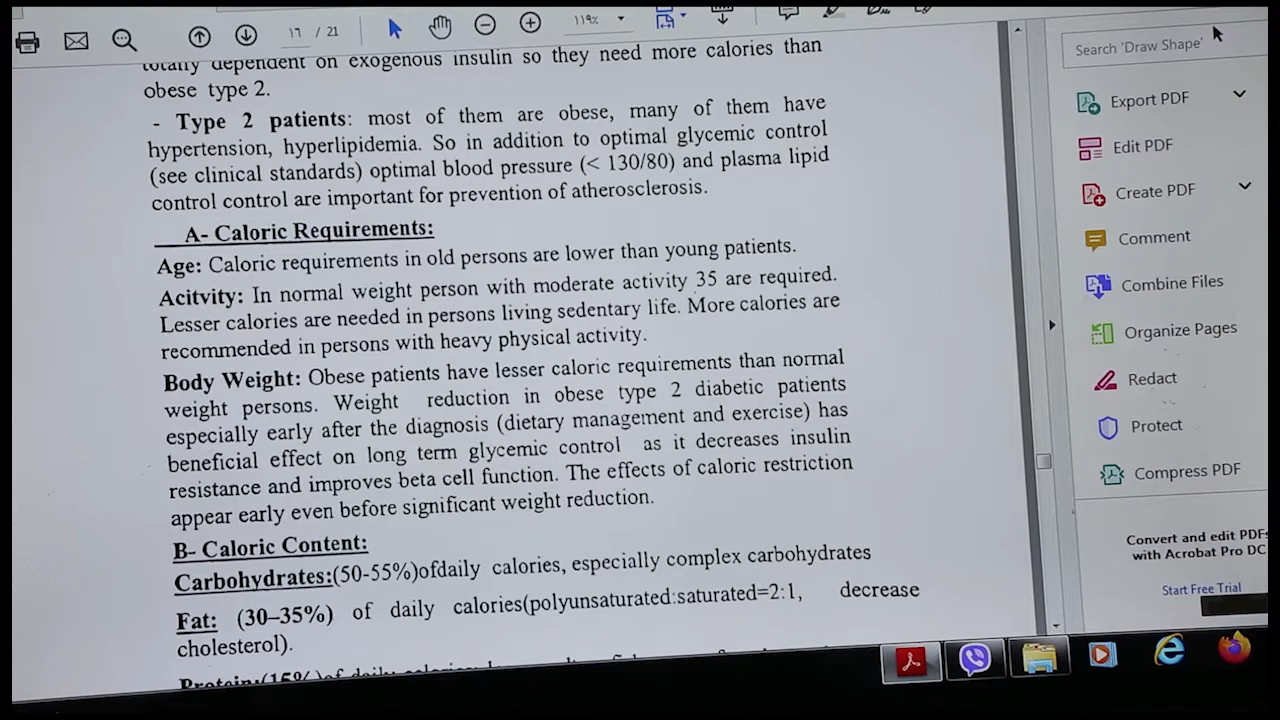 ١٦ / 21
١١٩%
totally dependent on exogenous insulin so they need more calories than
obese type 2.
- Type 2 patients: most of them are obese, many of them have
hypertension, hyperlipidemia. So in addition to optimal glycemic control
(see clinical standards) optimal blood pressure (< 130/80) and plasma lipid
control control are important for prevention of atherosclerosis.
A- Caloric Requirements:
Age: Caloric requirements in old persons are lower than young patients.
Acitvity: In normal weight person with moderate activity 35 are required.
Lesser calories are needed in persons living sedentary life. More calories are
recommended in persons with heavy physical activity.
Body Weight: Obese patients have lesser caloric requirements than normal
weight persons. Weight reduction in obese type 2 diabetic patients
especially early after the diagnosis (dietary management and exercise) has
beneficial effect on long term glycemic control as it decreases insulin
resistance and improves beta cell function. The effects of caloric restriction
appear early even before significant weight reduction.
B- Caloric Content:
Carbohydrates:(50-55%)ofdaily calories, especially complex carbohydrates
Fat: (30–35%) of daily calories(polyunsaturated:saturated=2:1, decrease
cholesterol).
Protein:(15%)of daily calories
Search 'Draw Shape'
Export PDF
Edit PDF
Create PDF
Comment
Combine Files
Organize Pages
Redact
Protect
Compress PDF
Convert and edit PDFs
with Acrobat Pro DC
Start Free Trial